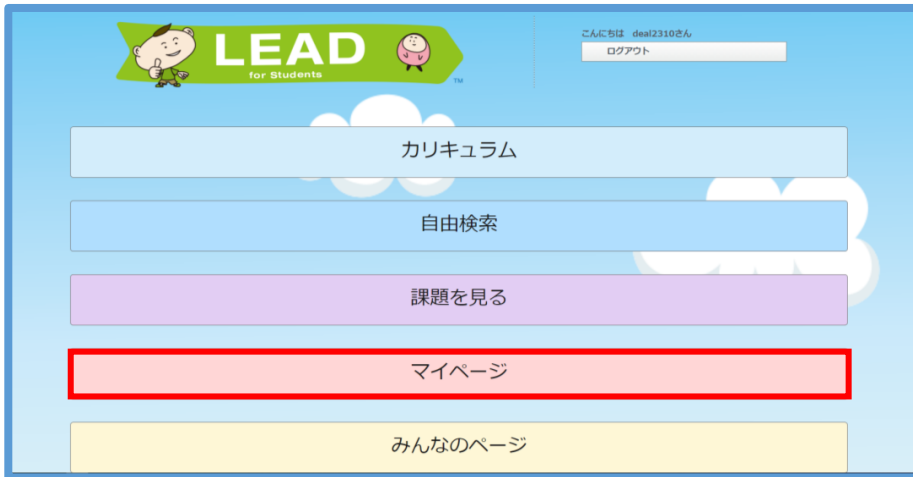 LEAD
for Students
TM
こんにちは deal2310さん
ログアウト
カリキュラム
自由検索
課題を見る
マイページ
みんなのページ